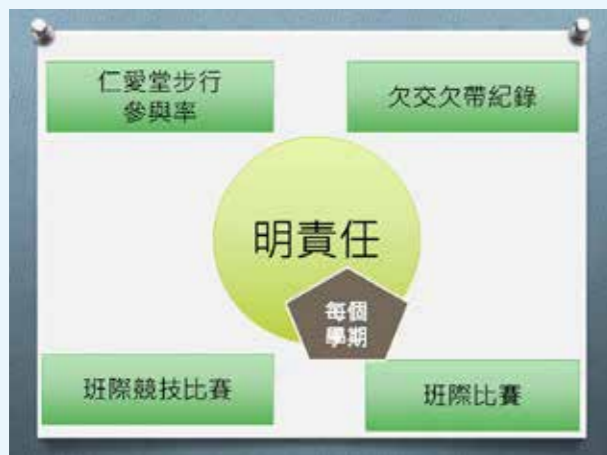 仁愛堂步行
參與率
欠交欠帶紀錄
明責任
每個
學期
班際競技比賽
班際比賽